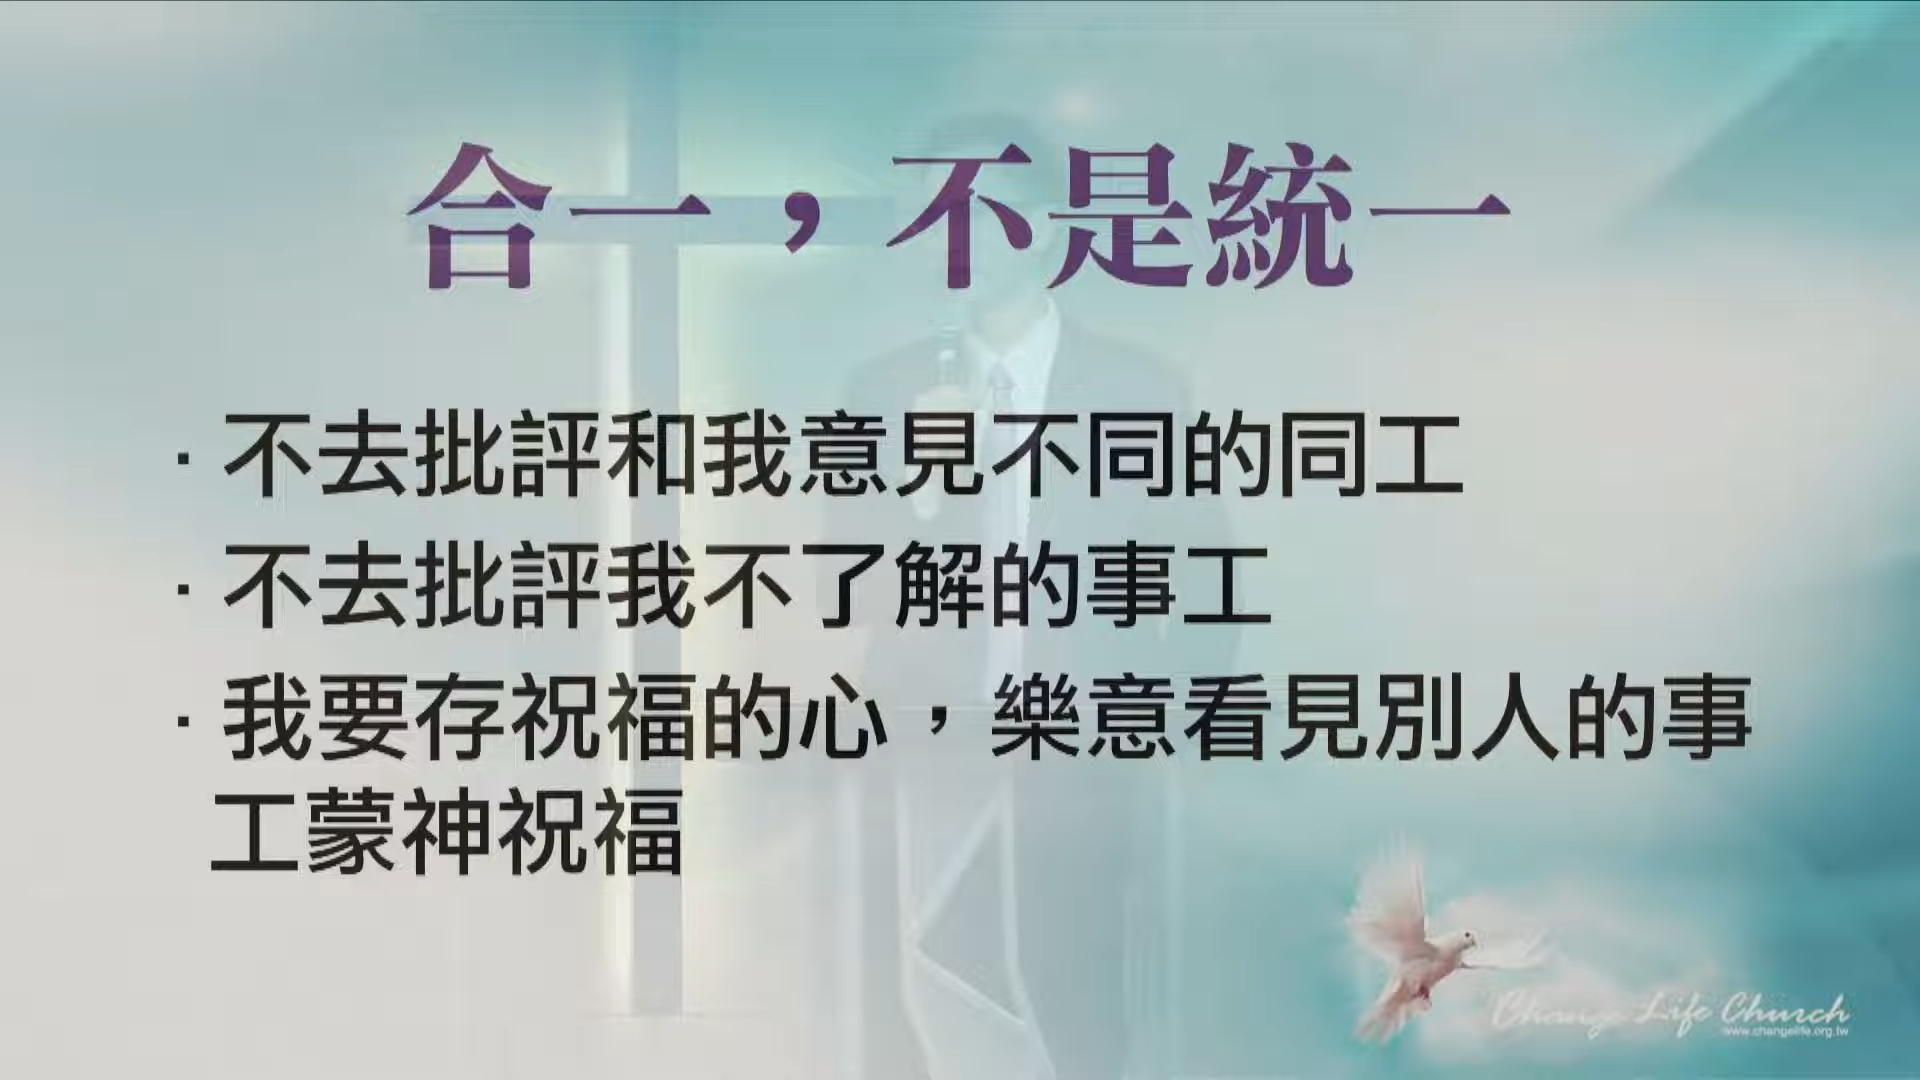 合一，不是統一
· 不去批評和我意見不同的同工
· 不去批評我不了解的事工
· 我要存祝福的心，樂意看見別人的事
工蒙神祝福
Change Life Church
www.changelife.org.tw